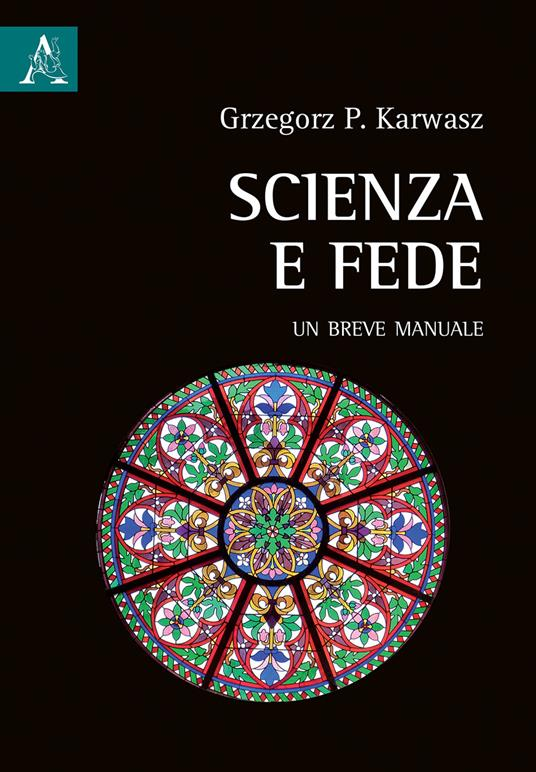 A
Grzegorz P. Karwasz
SCIENZA
E FEDE
UN BREVE MANUALE